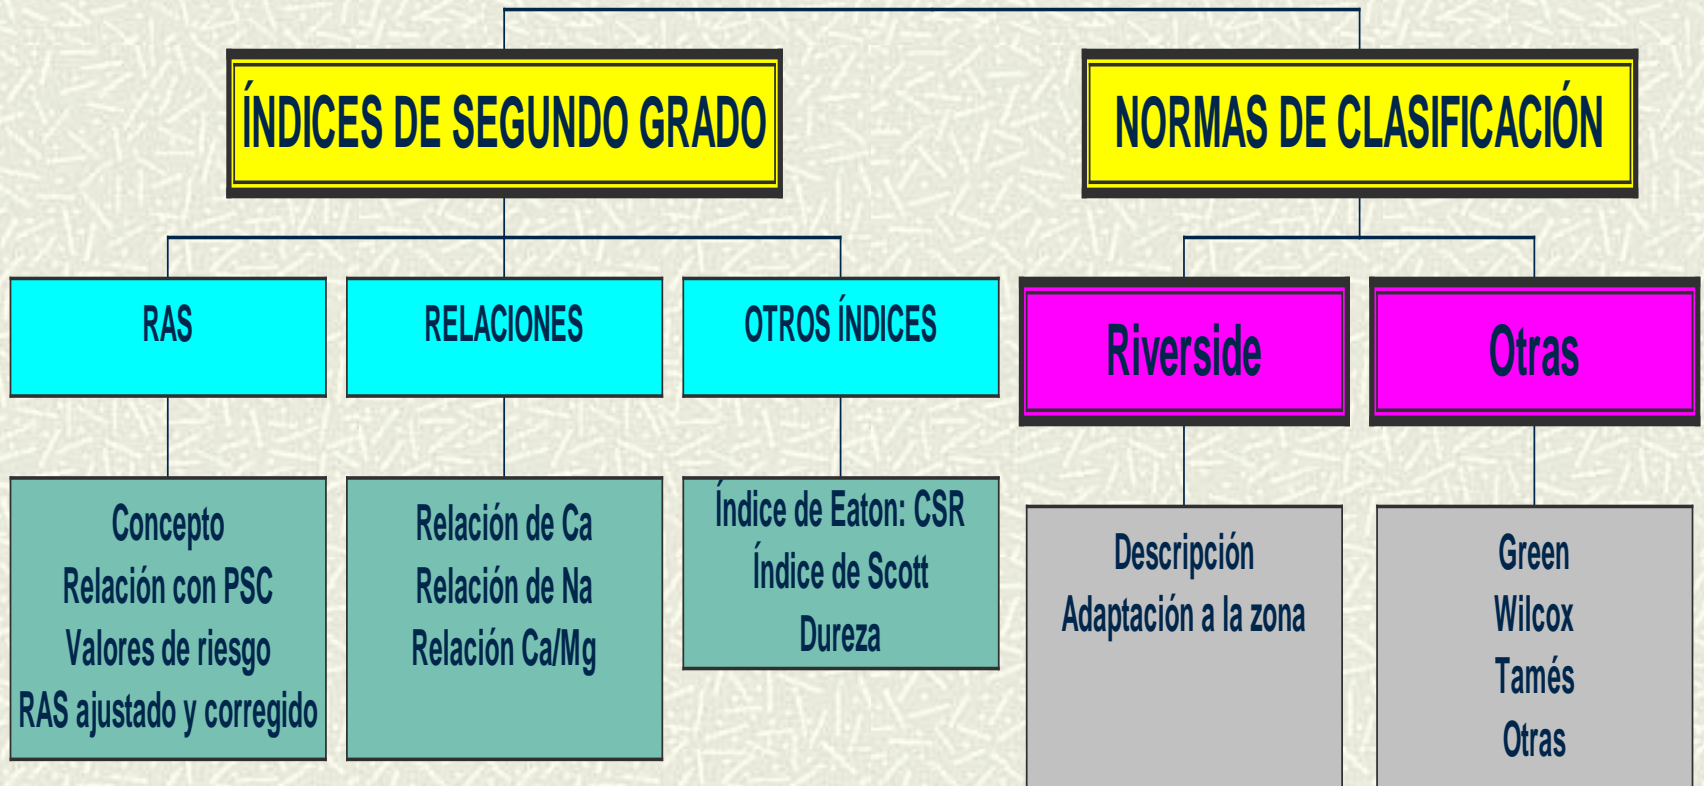 ÍNDICES DE SEGUNDO GRADO
NORMAS DE CLASIFICACIÓN
RAS
RELACIONES
OTROS ÍNDICES
Riverside
Otras
Concepto
Relación con PSC
Valores de riesgo
RAS ajustado y corregido
Relación de Ca
Relación de Na
Relación Ca/Mg
Índice de Eaton: CSR
Índice de Scott
Dureza
Descripción
Adaptación a la zona
Green
Wilcox
Tamés
Otras